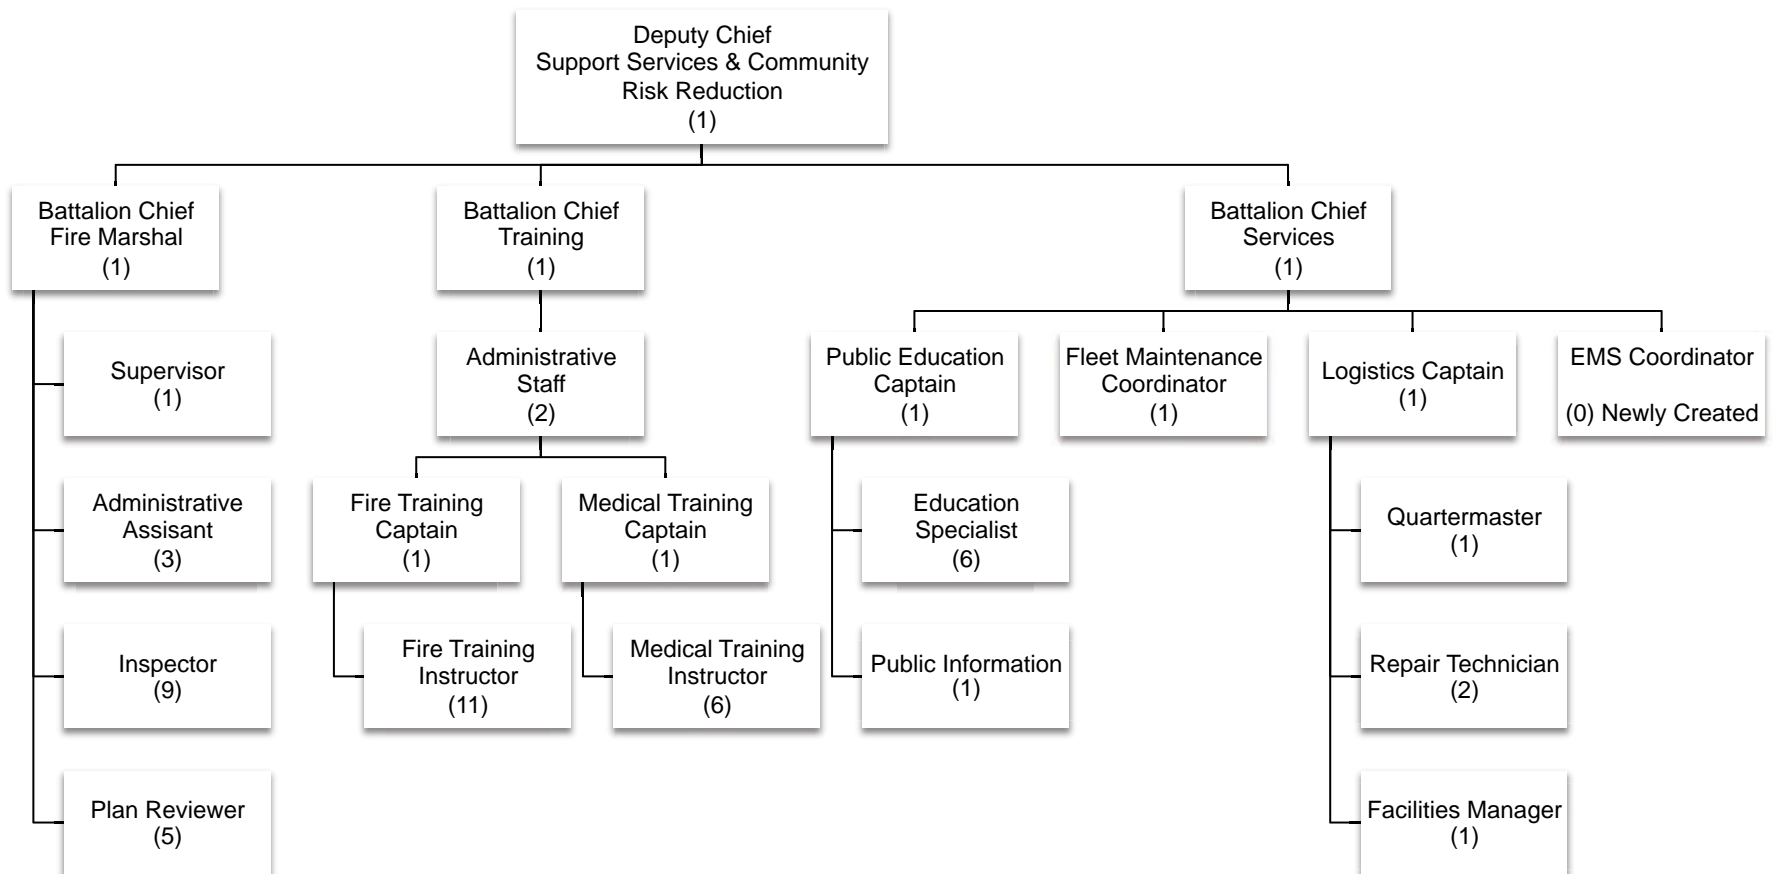 Deputy Chief
Support Services & Community
Risk Reduction
(1)
Battalion Chief
Fire Marshal
(1)
Battalion Chief
Training
(1)
Battalion Chief
Services
(1)
Supervisor
(1)
Administrative
Staff
(2)
Public Education
Captain
(1)
Fleet Maintenance
Coordinator
(1)
Logistics Captain
(1)
EMS Coordinator
(0) Newly Created
Administrative
Assisant
(3)
Fire Training
Captain
(1)
Medical Training
Captain
(1)
Education
Specialist
(6)
Quartermaster
(1)
Inspector
(9)
Fire Training
Instructor
(11)
Medical Training
Instructor
(6)
Public Information
(1)
Repair Technician
(2)
Plan Reviewer
(5)
Facilities Manager
(1)